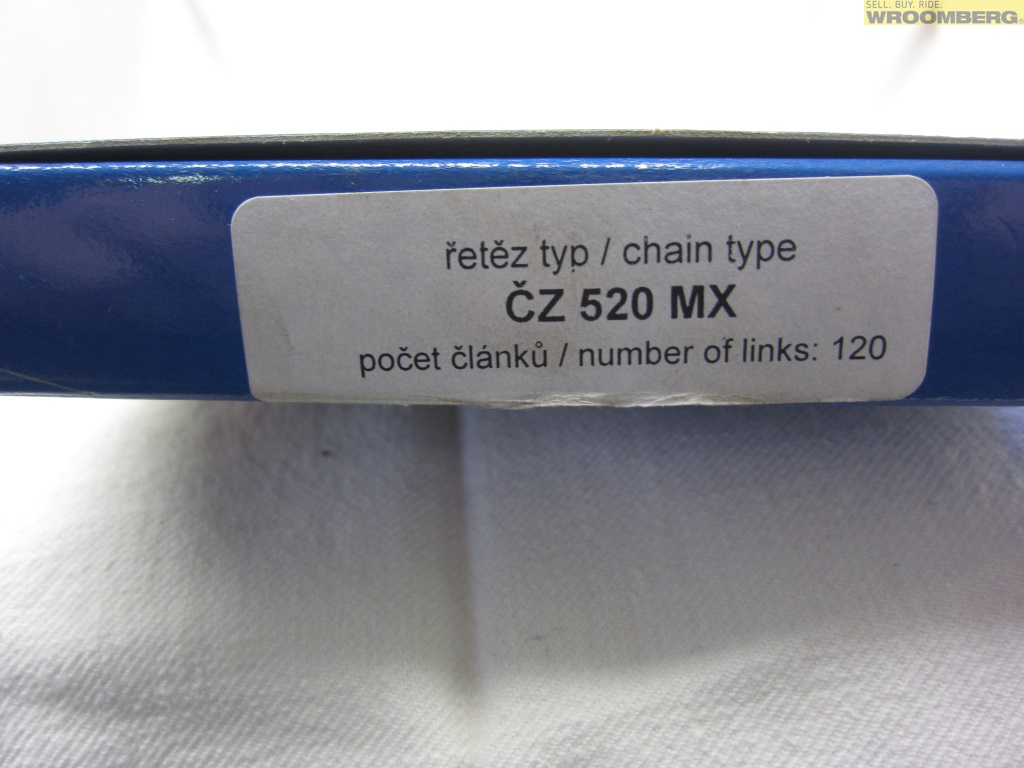 SELL. BUY. RIDE.
WROOMBERG
řetěz typ / chain type
ČZ 520 MX
počet článků / number of links: 120